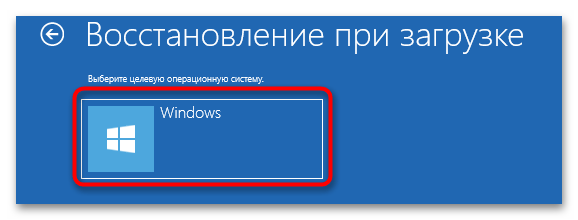 Восстановление при загрузке
Выберите целевую операционную систему.
Windows